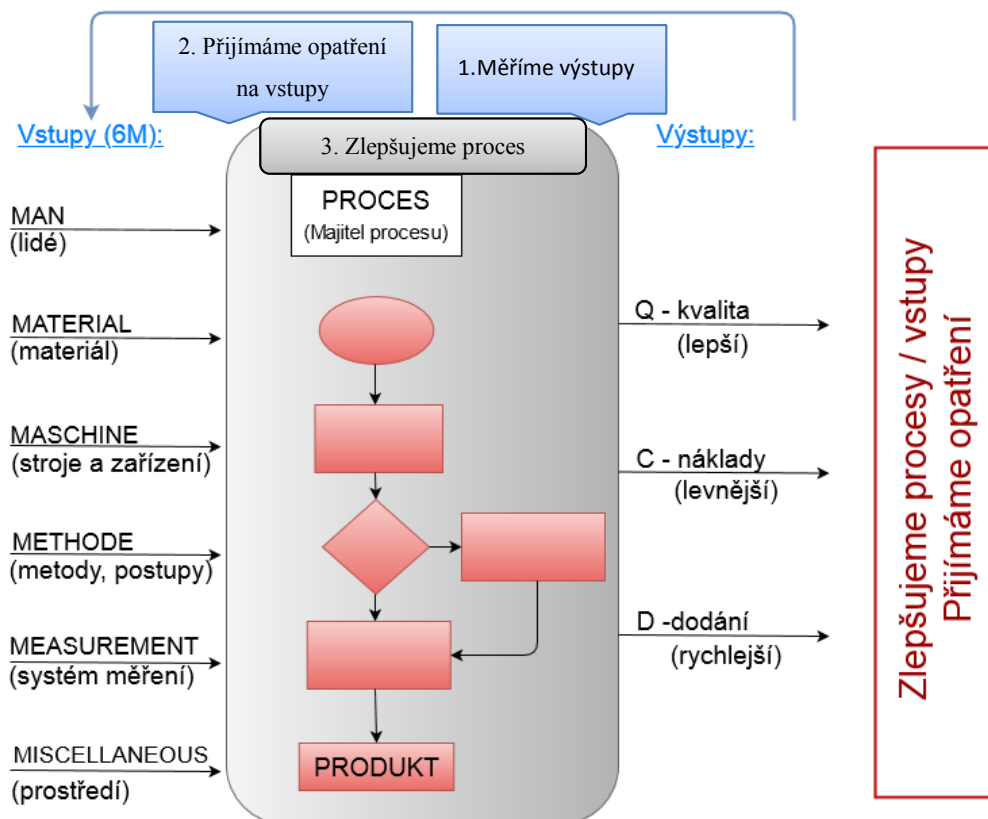 2. Přijímáme opatření
na vstupy
1.Měříme výstupy
Vstupy (6M):
Výstupy:
3. Zlepšujeme proces
PROCES
(Majitel procesu)
MAN
(lidé)
MATERIAL
(materiál)
MASCHINE
(stroje a zařízení)
METHODE
(metody, postupy)
MEASUREMENT
(systém měření)
MISCELLANEOUS
(prostředí)
PRODUKT
Q - kvalita
(lepší)
C - náklady
(levnější)
D -dodání
(rychlejší)
Zlepšujeme procesy / vstupy
Přijímáme opatření